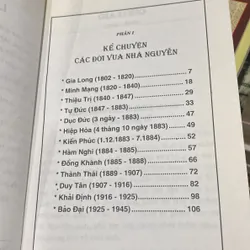 PHẦN I
KỂ CHUYỆN
CÁC ĐỜI VUA NHÀ NGUYỄN
* Gia Long (1802 - 1820) 7
* Minh Mạng (1820 - 1840) 18
* Thiệu Trị (1840 - 1847) 29
* Tự Đức (1847 - 1883) 33
* Dục Đức (3 ngày - 1883) 47
* Hiệp Hòa (4 tháng 10 ngày 1883) 49
* Kiến Phúc (1.12.1883 - 7.1884) 52
* Hàm Nghi (1884 - 1885) 57
* Đồng Khánh (1885 - 1888) 66
* Thành Thái (1889 - 1907) 72
* Duy Tân (1907 - 1916) 82
* Khải Định (1916 - 1925) 98
* Bảo Đại (1925 - 1945) 106